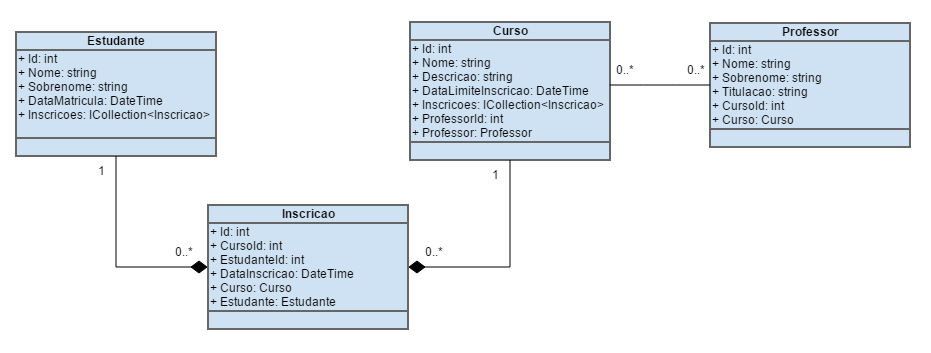 Estudante
+ Id: int
+ Nome: string
+ Sobrenome: string
+ DataMatricula: DateTime
+ Inscricoes: ICollection<Inscricao>
1
0..*
Curso
+ Id: int
+ Nome: string
+ Descricao: string
+ DataLimiteInscricao: DateTime
+ Inscricoes: ICollection<Inscricao>
+ ProfessorId: int
+ Professor: Professor
0..*
0..*
1
0..*
Professor
+ Id: int
+ Nome: string
+ Sobrenome: string
+ Titulacao: string
+ CursoId: int
+ Curso: Curso
Inscricao
+ Id: int
+ CursoId: int
+ EstudanteId: int
+ DataInscricao: DateTime
+ Curso: Curso
+ Estudante: Estudante